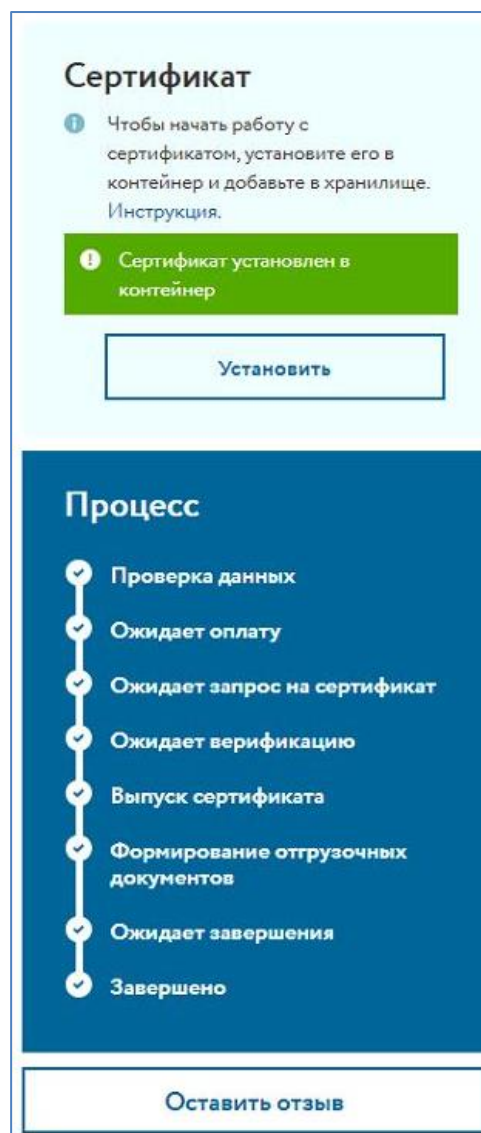 Сертификат
Чтобы начать работу с
сертификатом, установите его в
контейнер и добавьте в хранилище.
Инструкция.
Сертификат установлен в
контейнер
Установить
Процесс
Проверка данных
Ожидает оплату
Ожидает запрос на сертификат
Ожидает верификацию
Выпуск сертификата
Формирование отгрузочных
документов
Ожидает завершения
Завершено
Оставить отзыв